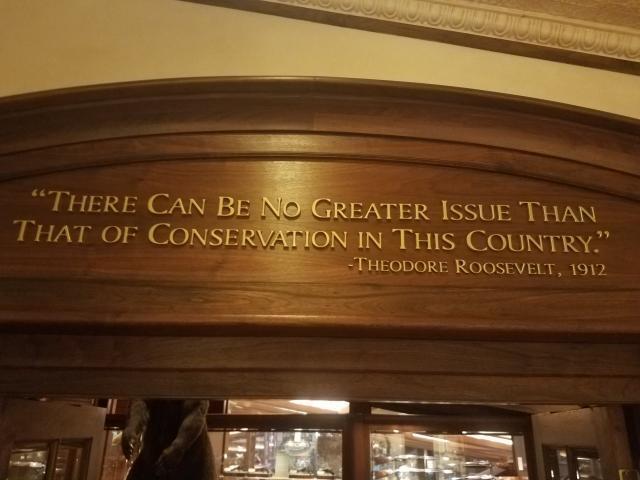 “There Can Be No Greater Issue Than
That of Conservation in This Country.”
-Theodore Roosevelt, 1912